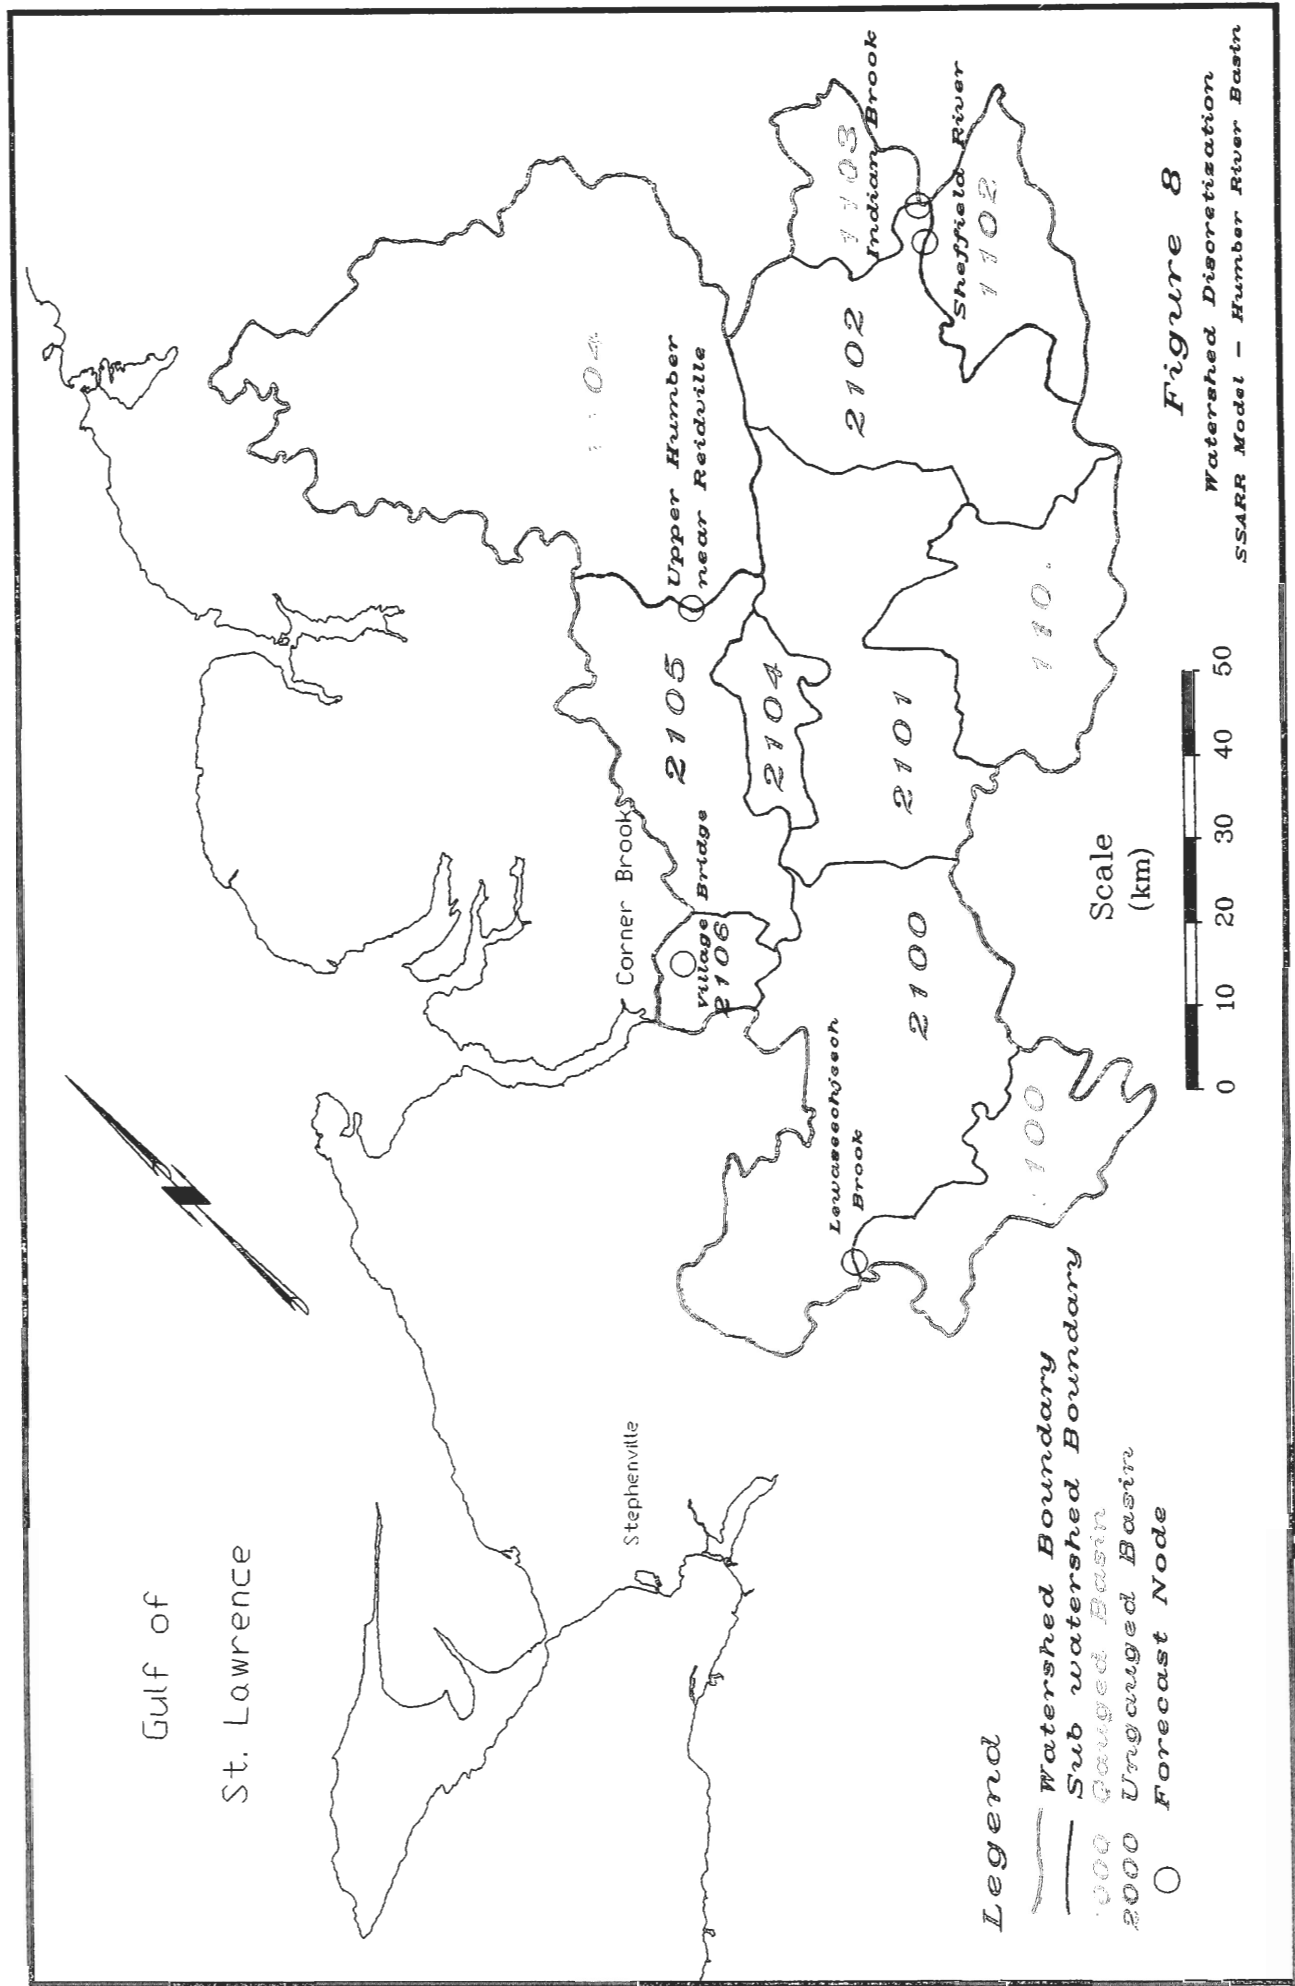 Gulf of
St. Lawrence
Stephenville
Corner Brook
Village Bridge
2106
Upper Humber
near Reidville
2105
2104
2101
2100
2102
1103
Indian Brook
Sheffield River
1102
Brook
Scale
(km)
0 10 20 30 40 50
Legend
Watershed Boundary
Sub watershed Boundary
Gauged Basin
2000 Ungauged Basin
Forecast Node
Figure 8
Watershed Discretization
SSARR Model - Humber River Basin